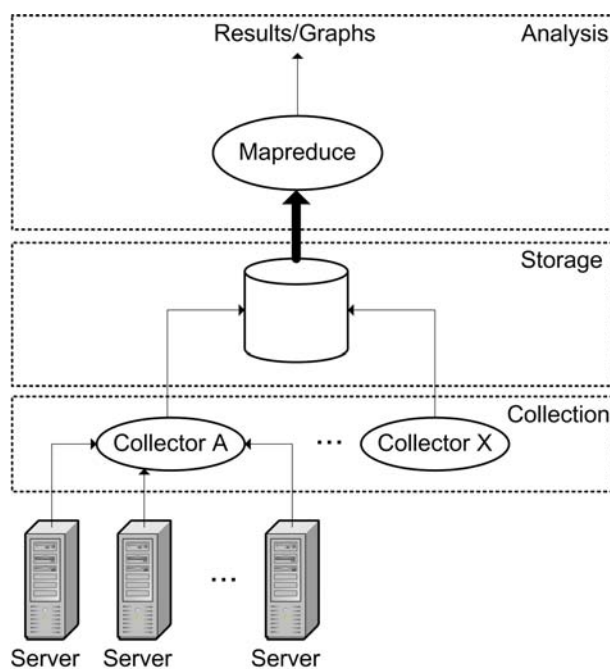 Results/Graphs
Analysis
Mapreduce
Storage
Collection
Collector A
...
Collector X
...
Server
Server
Server